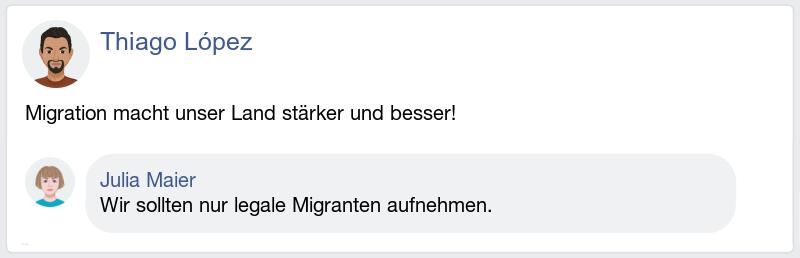 Thiago López
Migration macht unser Land stärker und besser!
Julia Maier
Wir sollten nur legale Migranten aufnehmen.